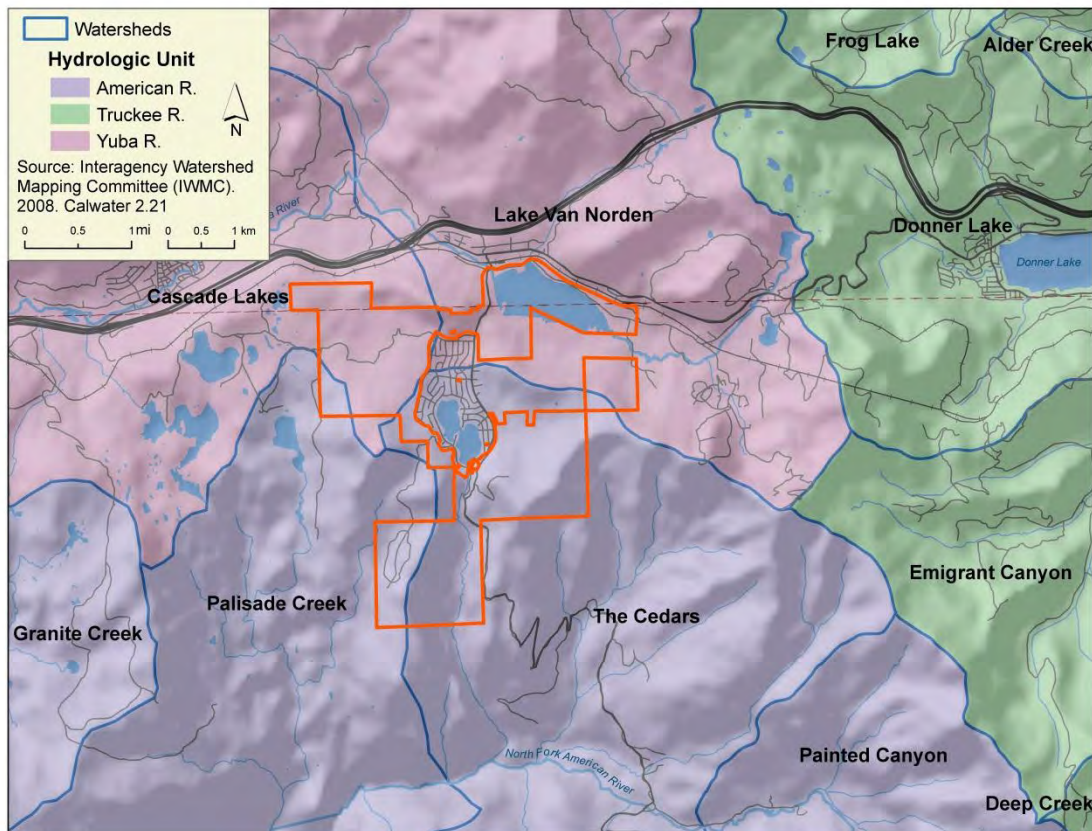 Watersheds
Hydrologic Unit
American R.
Truckee R.
Yuba R.
N
Source: Interagency Watershed
Mapping Committee (IWMC).
2008. Calwater 2.21
0 0.5 1mi 0 0.5 1 km
Frog Lake
Alder Creek
River
Lake Van Norden
Donner Lake
Donner Lake
Cascade Lakes
Emigrant Canyon
Palisade Creek
The Cedars
Granite Creek
North Fork American
River
Painted Canyon
Deep Creek